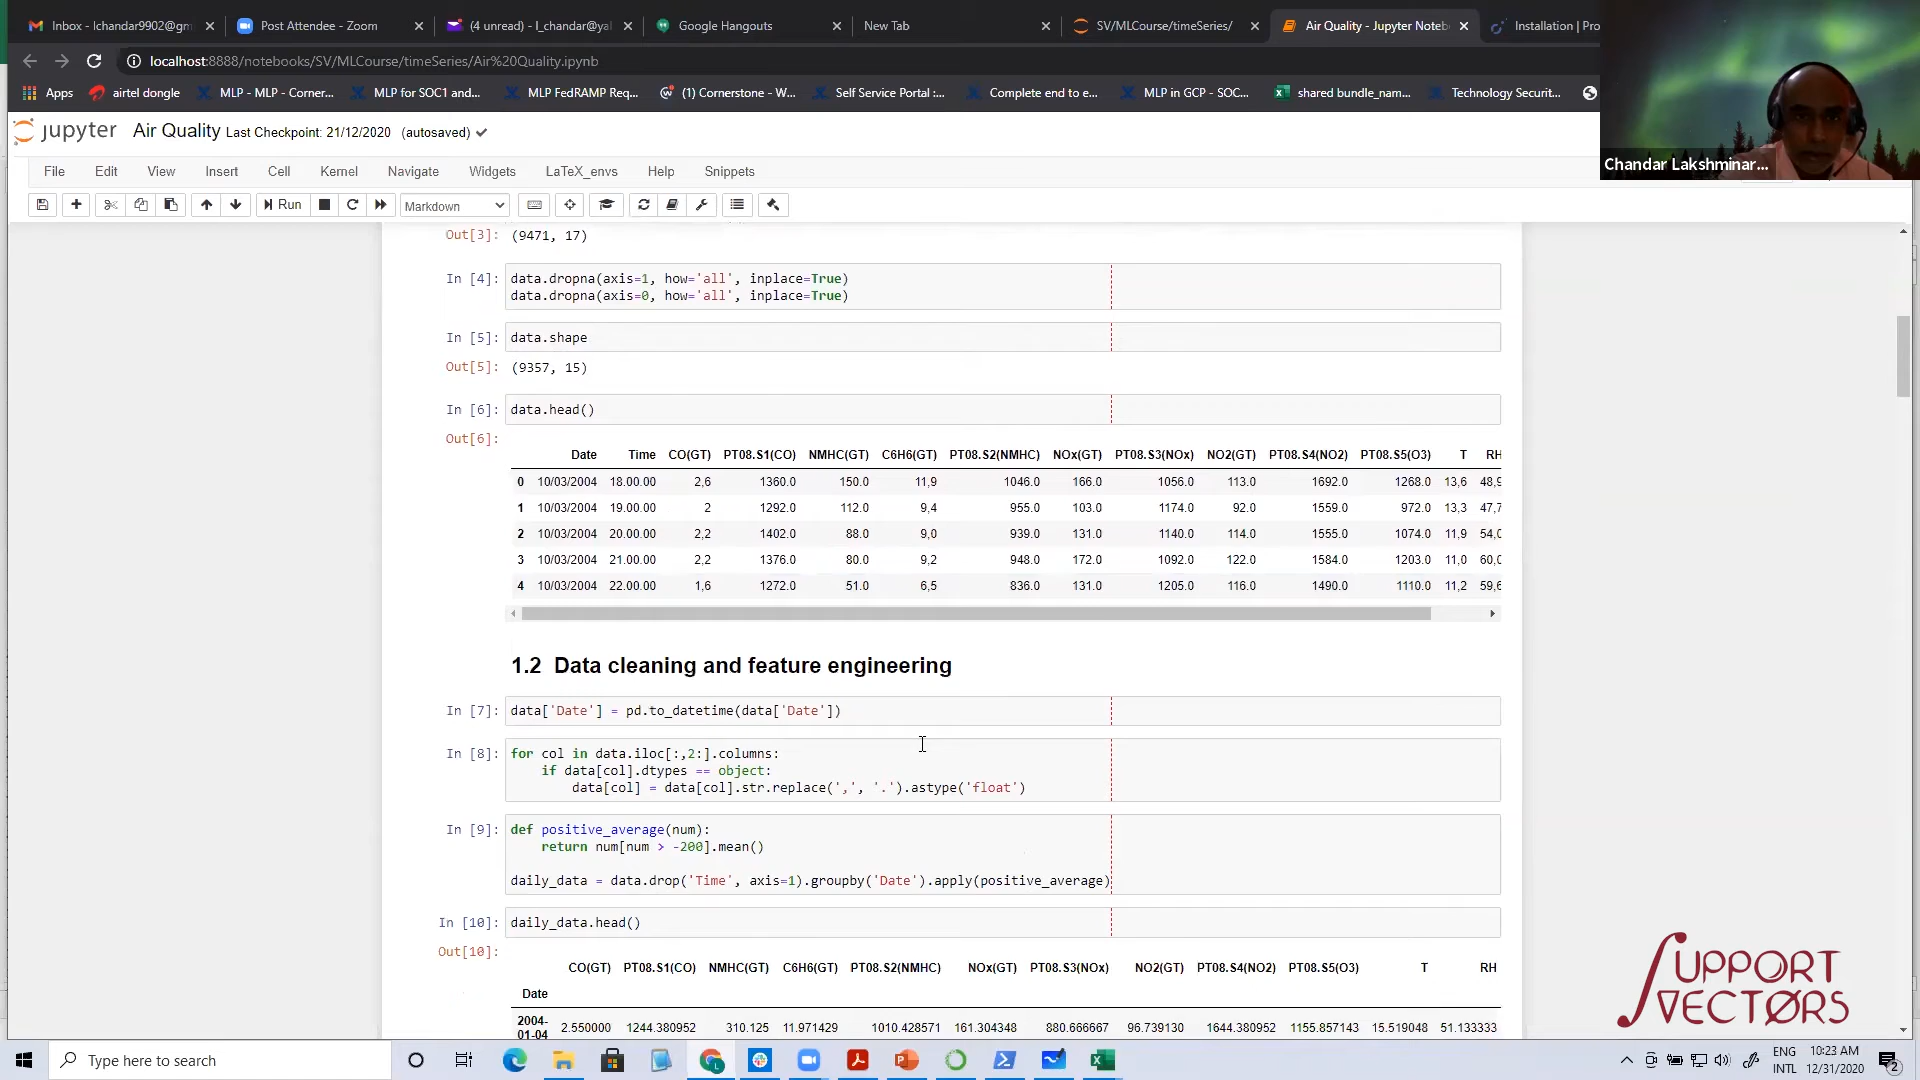 Inbox - lchandar9902@gm
Post Attendee - Zoom
(4 unread) - l_chandar@yal
Google Hangouts
New Tab
SV/MLCourse/timeSeries/
Air Quality - Jupyter Notebo
Installation | Pro
localhost:8888/notebooks/SV/MLCourse/timeSeries/Air%20Quality.ipynb
Apps
airtel dongle
MLP - MLP - Corner...
MLP for SOC1 and...
MLP FedRAMP Req...
(1) Cornerstone - W...
Self Service Portal :...
Complete end to e...
MLP in GCP - SOC...
shared bundle_nam...
Technology Securit...
jupyter Air Quality Last Checkpoint: 21/12/2020 (autosaved)
Chandar Lakshminar...
File Edit View Insert Cell Kernel Navigate Widgets LaTeX_envs Help Snippets
Run Markdown
Out[3]: (9471, 17)
In [4]: data.dropna(axis=1, how='all', inplace=True)
data.dropna(axis=0, how='all', inplace=True)
In [5]: data.shape
Out[5]: (9357, 15)
In [6]: data.head()
Out[6]:
Date Time CO(GT) PT08.S1(CO) NMHC(GT) C6H6(GT) PT08.S2(NMHC) NOx(GT) PT08.S3(NOx) NO2(GT) PT08.S4(NO2) PT08.S5(O3) T RH
0 10/03/2004 18.00.00 2,6 1360.0 150.0 11,9 1046.0 166.0 1056.0 113.0 1692.0 1268.0 13,6 48,9
1 10/03/2004 19.00.00 2 1292.0 112.0 9,4 955.0 103.0 1174.0 92.0 1559.0 972.0 13,3 47,7
2 10/03/2004 20.00.00 2,2 1402.0 88.0 9,0 939.0 131.0 1140.0 114.0 1555.0 1074.0 11,9 54,0
3 10/03/2004 21.00.00 2,2 1376.0 80.0 9,2 948.0 172.0 1092.0 122.0 1584.0 1203.0 11,0 60,0
4 10/03/2004 22.00.00 1,6 1272.0 51.0 6,5 836.0 131.0 1205.0 116.0 1490.0 1110.0 11,2 59,6
1.2 Data cleaning and feature engineering
In [7]: data['Date'] = pd.to_datetime(data['Date'])
In [8]: for col in data.iloc[:,2:].columns:
if data[col].dtypes == object:
data[col] = data[col].str.replace(',', '.').astype('float')
In [9]: def positive_average(num):
return num[num > -200].mean()
daily_data = data.drop('Time', axis=1).groupby('Date').apply(positive_average)
In [10]: daily_data.head()
Out[10]:
CO(GT) PT08.S1(CO) NMHC(GT) C6H6(GT) PT08.S2(NMHC) NOx(GT) PT08.S3(NOx) NO2(GT) PT08.S4(NO2) PT08.S5(O3) T RH
Date
2004-
01-04 2.550000 1244.380952 310.125 11.971429 1010.428571 161.304348 880.666667 96.739130 1644.380952 1155.857143 15.519048 51.133333
SUPPORT
VECTORS
Type here to search
ENG
INTL
10:23 AM
12/31/2020
2